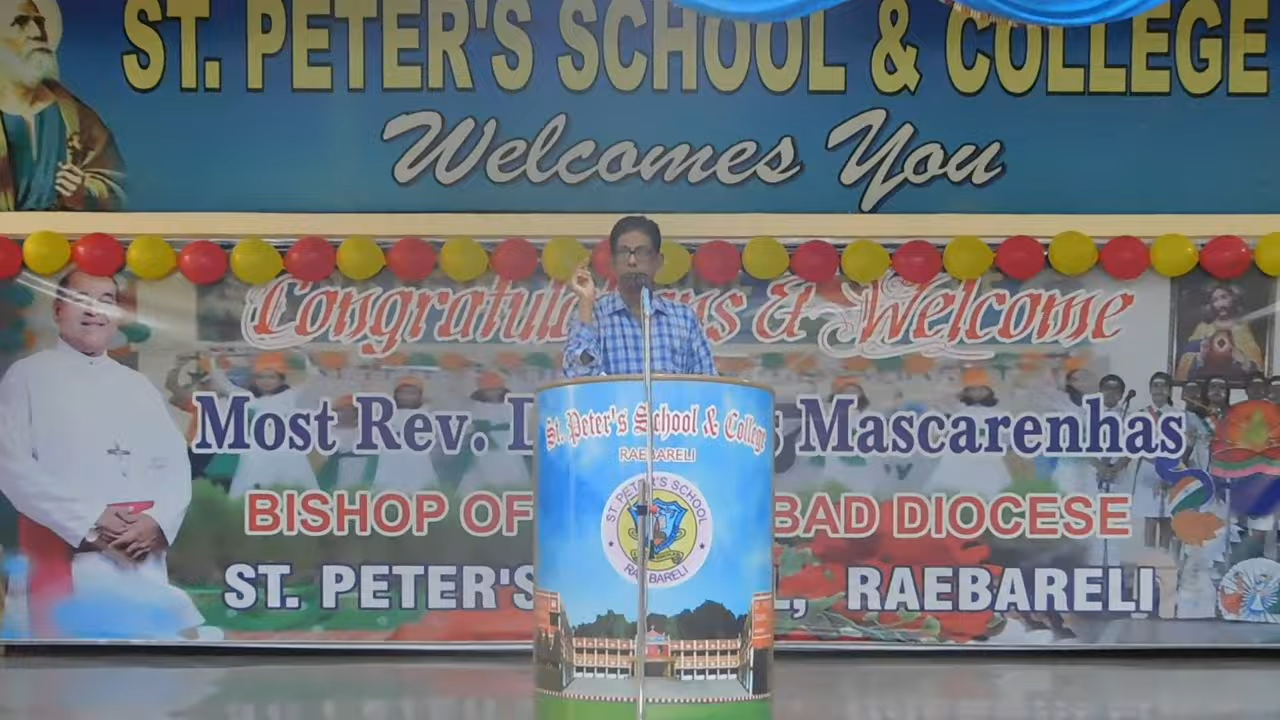 ST. PETER'S SCHOOL & COLLEGE
Welcomes You
Congratul ns & Welcome
Most Rev. Mascarenhas
BISHOP OF BAD DIOCESE
ST. PETER'S L, RAEBARELI
St. Peter's School & College
RAEBARELI
ST PETER'S SCHOOL
RAEBARELI